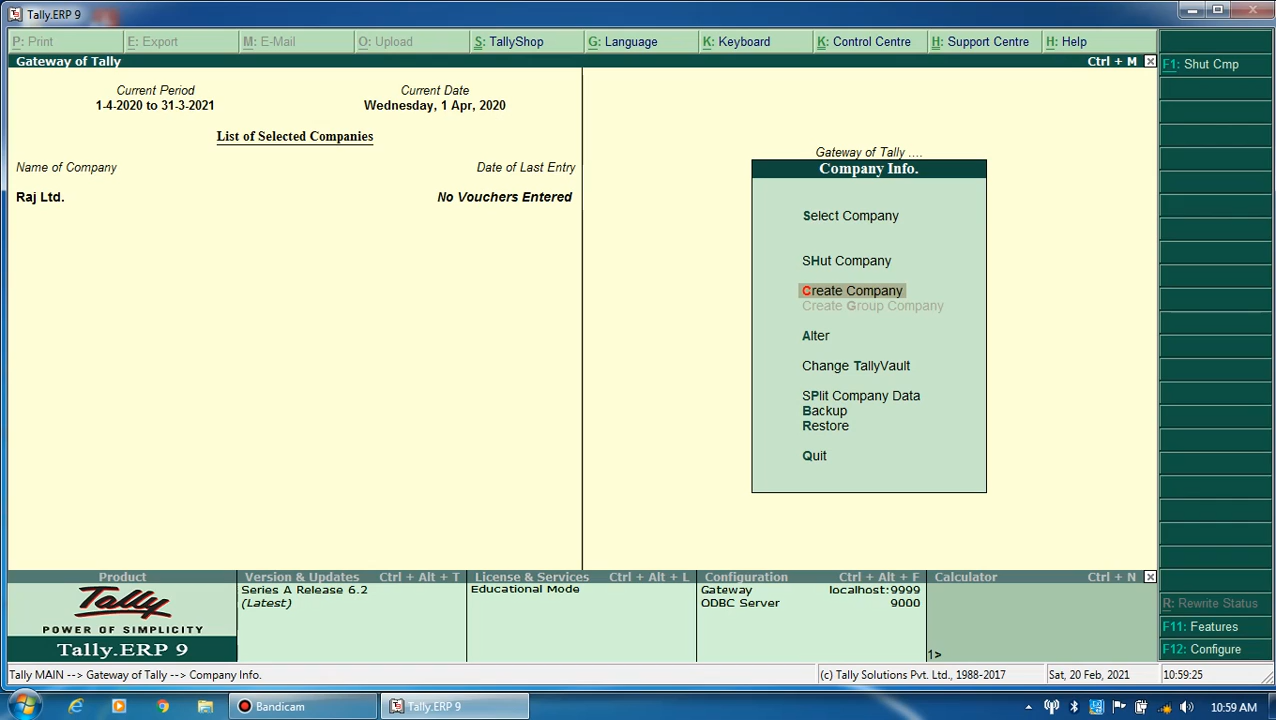 Tally.ERP 9
P: Print E: Export M: E-Mail O: Upload S: TallyShop G: Language K: Keyboard K: Control Centre H: Support Centre H: Help
Gateway of Tally Ctrl + M
F1: Shut Cmp
Current Period Current Date
1-4-2020 to 31-3-2021 Wednesday, 1 Apr, 2020
List of Selected Companies
Name of Company Date of Last Entry
Raj Ltd. No Vouchers Entered
Gateway of Tally ....
Company Info.
Select Company
SHut Company
Create Company
Create Group Company
Alter
Change TallyVault
SPlit Company Data
Backup
Restore
Quit
Product Version & Updates Ctrl + Alt + T License & Services Ctrl + Alt + L Configuration Ctrl + Alt + F Calculator Ctrl + N
Series A Release 6.2 Educational Mode Gateway localhost:9999
(Latest) ODBC Server 9000
Tally
POWER OF SIMPLICITY
Tally.ERP 9
1>
R: Rewrite Status
F11: Features
F12: Configure
Tally MAIN --> Gateway of Tally --> Company Info. (c) Tally Solutions Pvt. Ltd., 1988-2017 Sat, 20 Feb, 2021 10:59:25
Bandicam Tally.ERP 9 10:59 AM